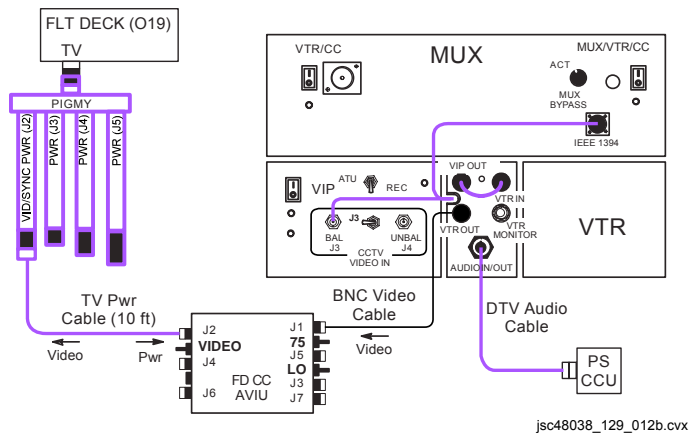 FLT DECK (O19)
TV
PIGMY
VID/SYNC PWR (J2)
PWR (J3)
PWR (J4)
PWR (J5)
VTR/CC
MUX
MUX/VTR/CC
ACT
MUX
BYPASS
IEEE 1394
VIP
ATU
REC
J3
BAL
J3
UNBAL
J4
CCTV
VIDEO IN
VIP OUT
VTR IN
VTR OUT
VTR
MONITOR
AUDIO IN/OUT
VTR
TV Pwr
Cable (10 ft)
Video
Pwr
BNC Video
Cable
Video
DTV Audio
Cable
J2
VIDEO
J4
J6
FD CC
AVIU
J1
75
J5
LO
J3
J7
PS
CCU
jsc48038_129_012b.cvx